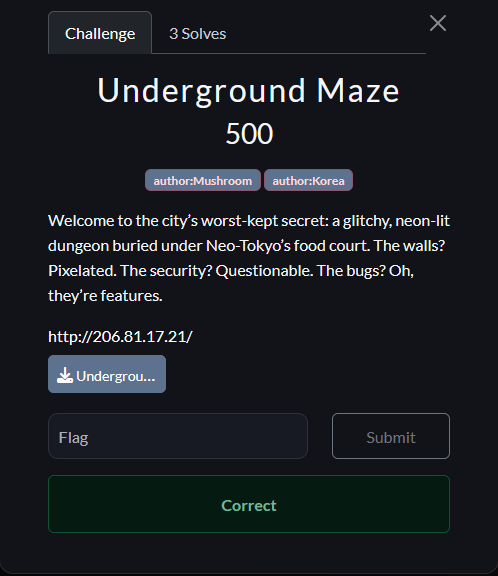 Challenge
3 Solves
Underground Maze
500
author:Mushroom author:Korea
Welcome to the city’s worst-kept secret: a glitchy, neon-lit
dungeon buried under Neo-Tokyo’s food court. The walls?
Pixelated. The security? Questionable. The bugs? Oh,
they’re features.
http://206.81.17.21/
Undergrou...
Flag
Submit
Correct